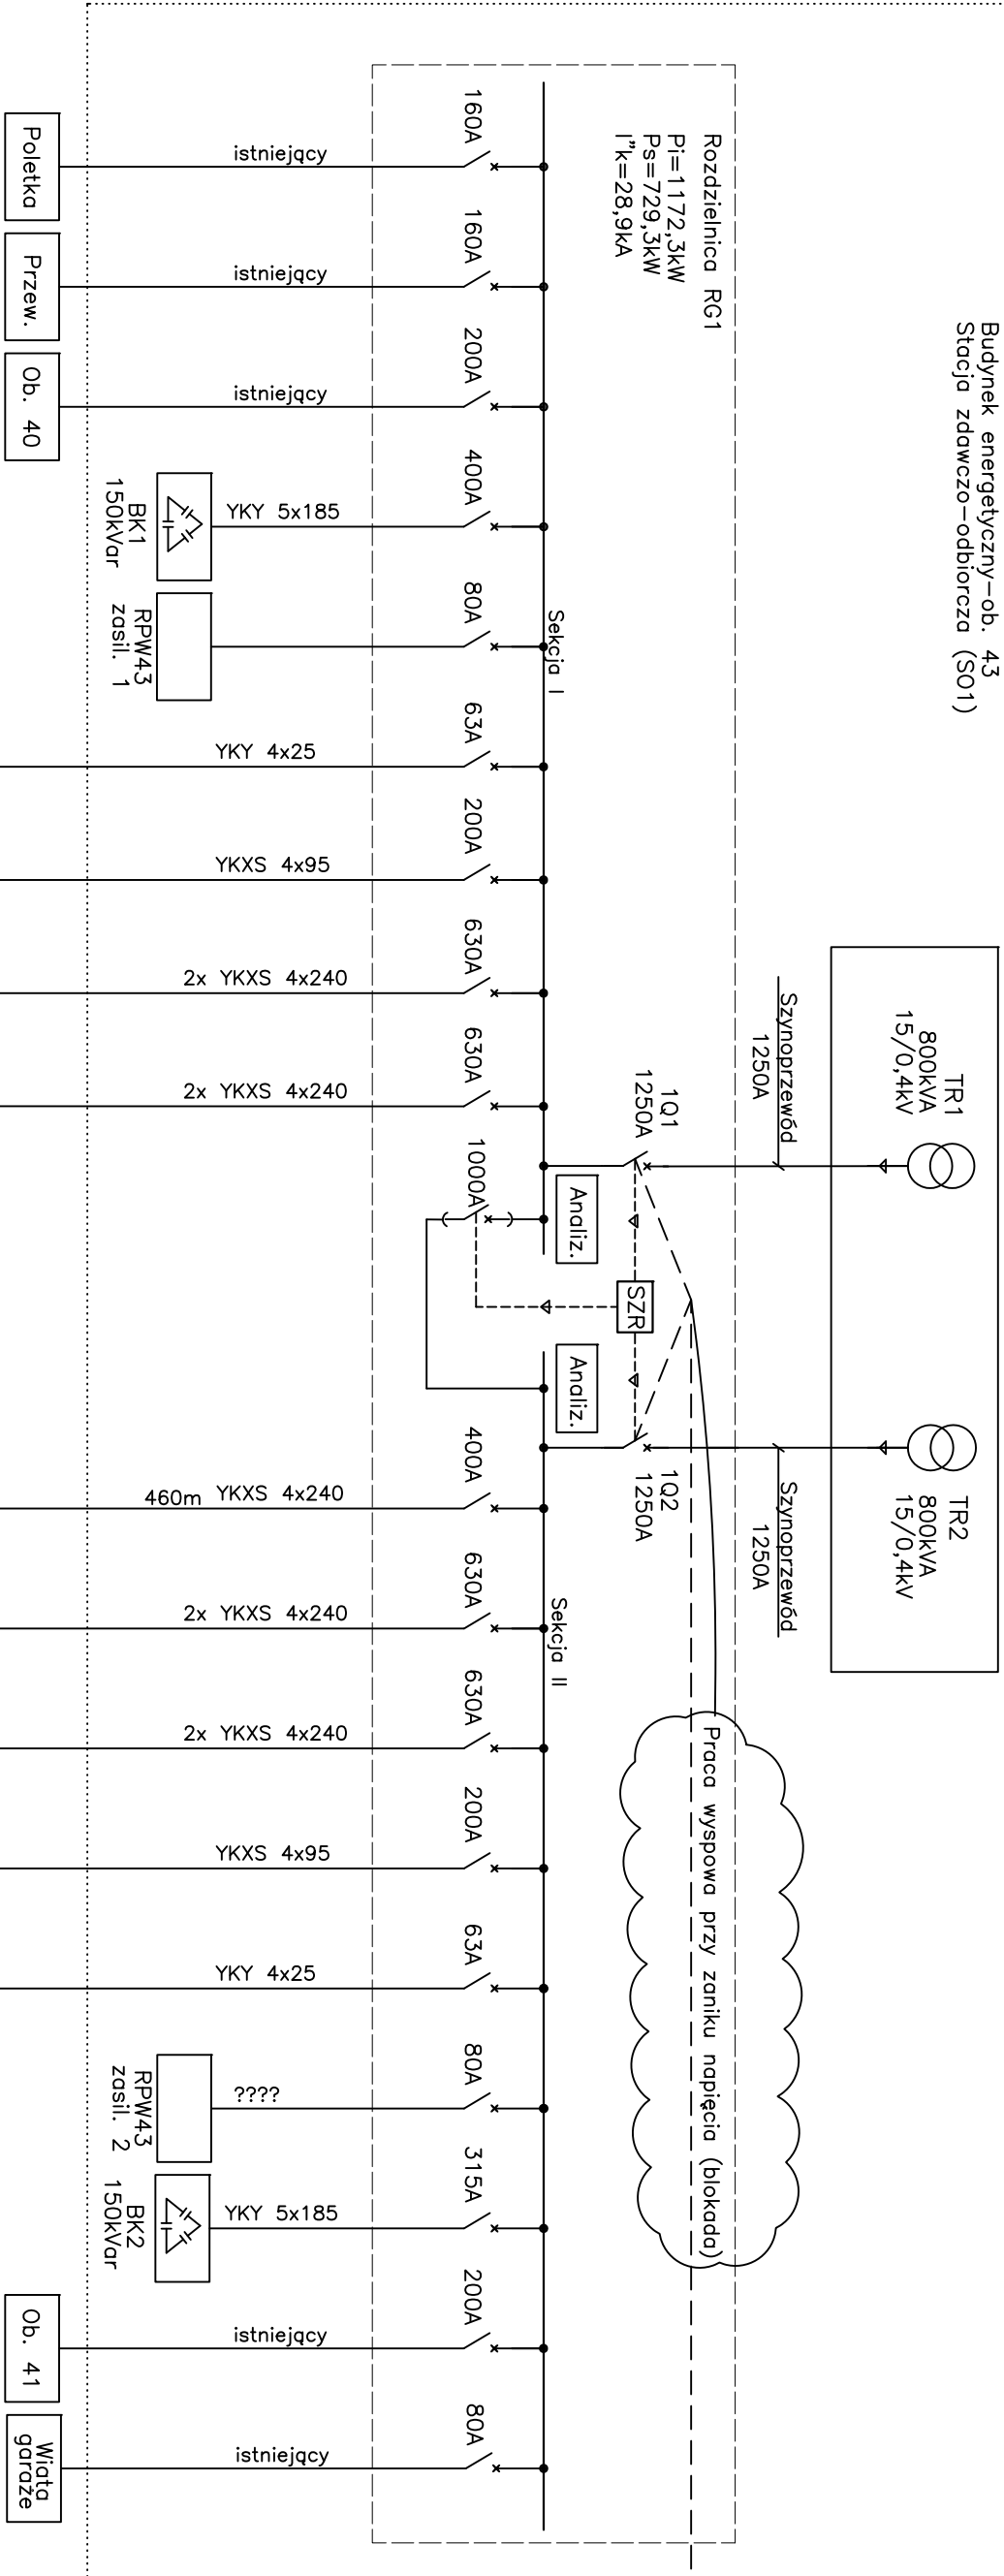 Budynek energetyczny-ob. 43
Stacja zdawczo-odbiorcza (SO1)
TR1
800kVA
15/0,4kV
TR2
800kVA
15/0,4kV
Szynoprzewód
1250A
Szynoprzewód
1250A
Rozdzielnica RG1
Pi=1172,3kW
Ps=729,3kW
I"k=28,9kA
1Q1
1250A
1Q2
1250A
SZR
Praca wyspowa przy zaniku napięcia (blokada)
Analiz.
Analiz.
Sekcja I
Sekcja II
160A
160A
200A
400A
80A
63A
200A
630A
630A
1000A
400A
630A
630A
200A
63A
80A
315A
200A
80A
istniejący
istniejący
istniejący
YKY 5x185
YKY 4x25
YKXS 4x95
2x YKXS 4x240
2x YKXS 4x240
460m YKXS 4x240
2x YKXS 4x240
2x YKXS 4x240
YKXS 4x95
YKY 4x25
????
YKY 5x185
istniejący
istniejący
BK1
150kVar
RPW43
zasil. 1
RPW43
zasil. 2
BK2
150kVar
Poletka
Przew.
Ob. 40
Ob. 41
Wiata
garaże